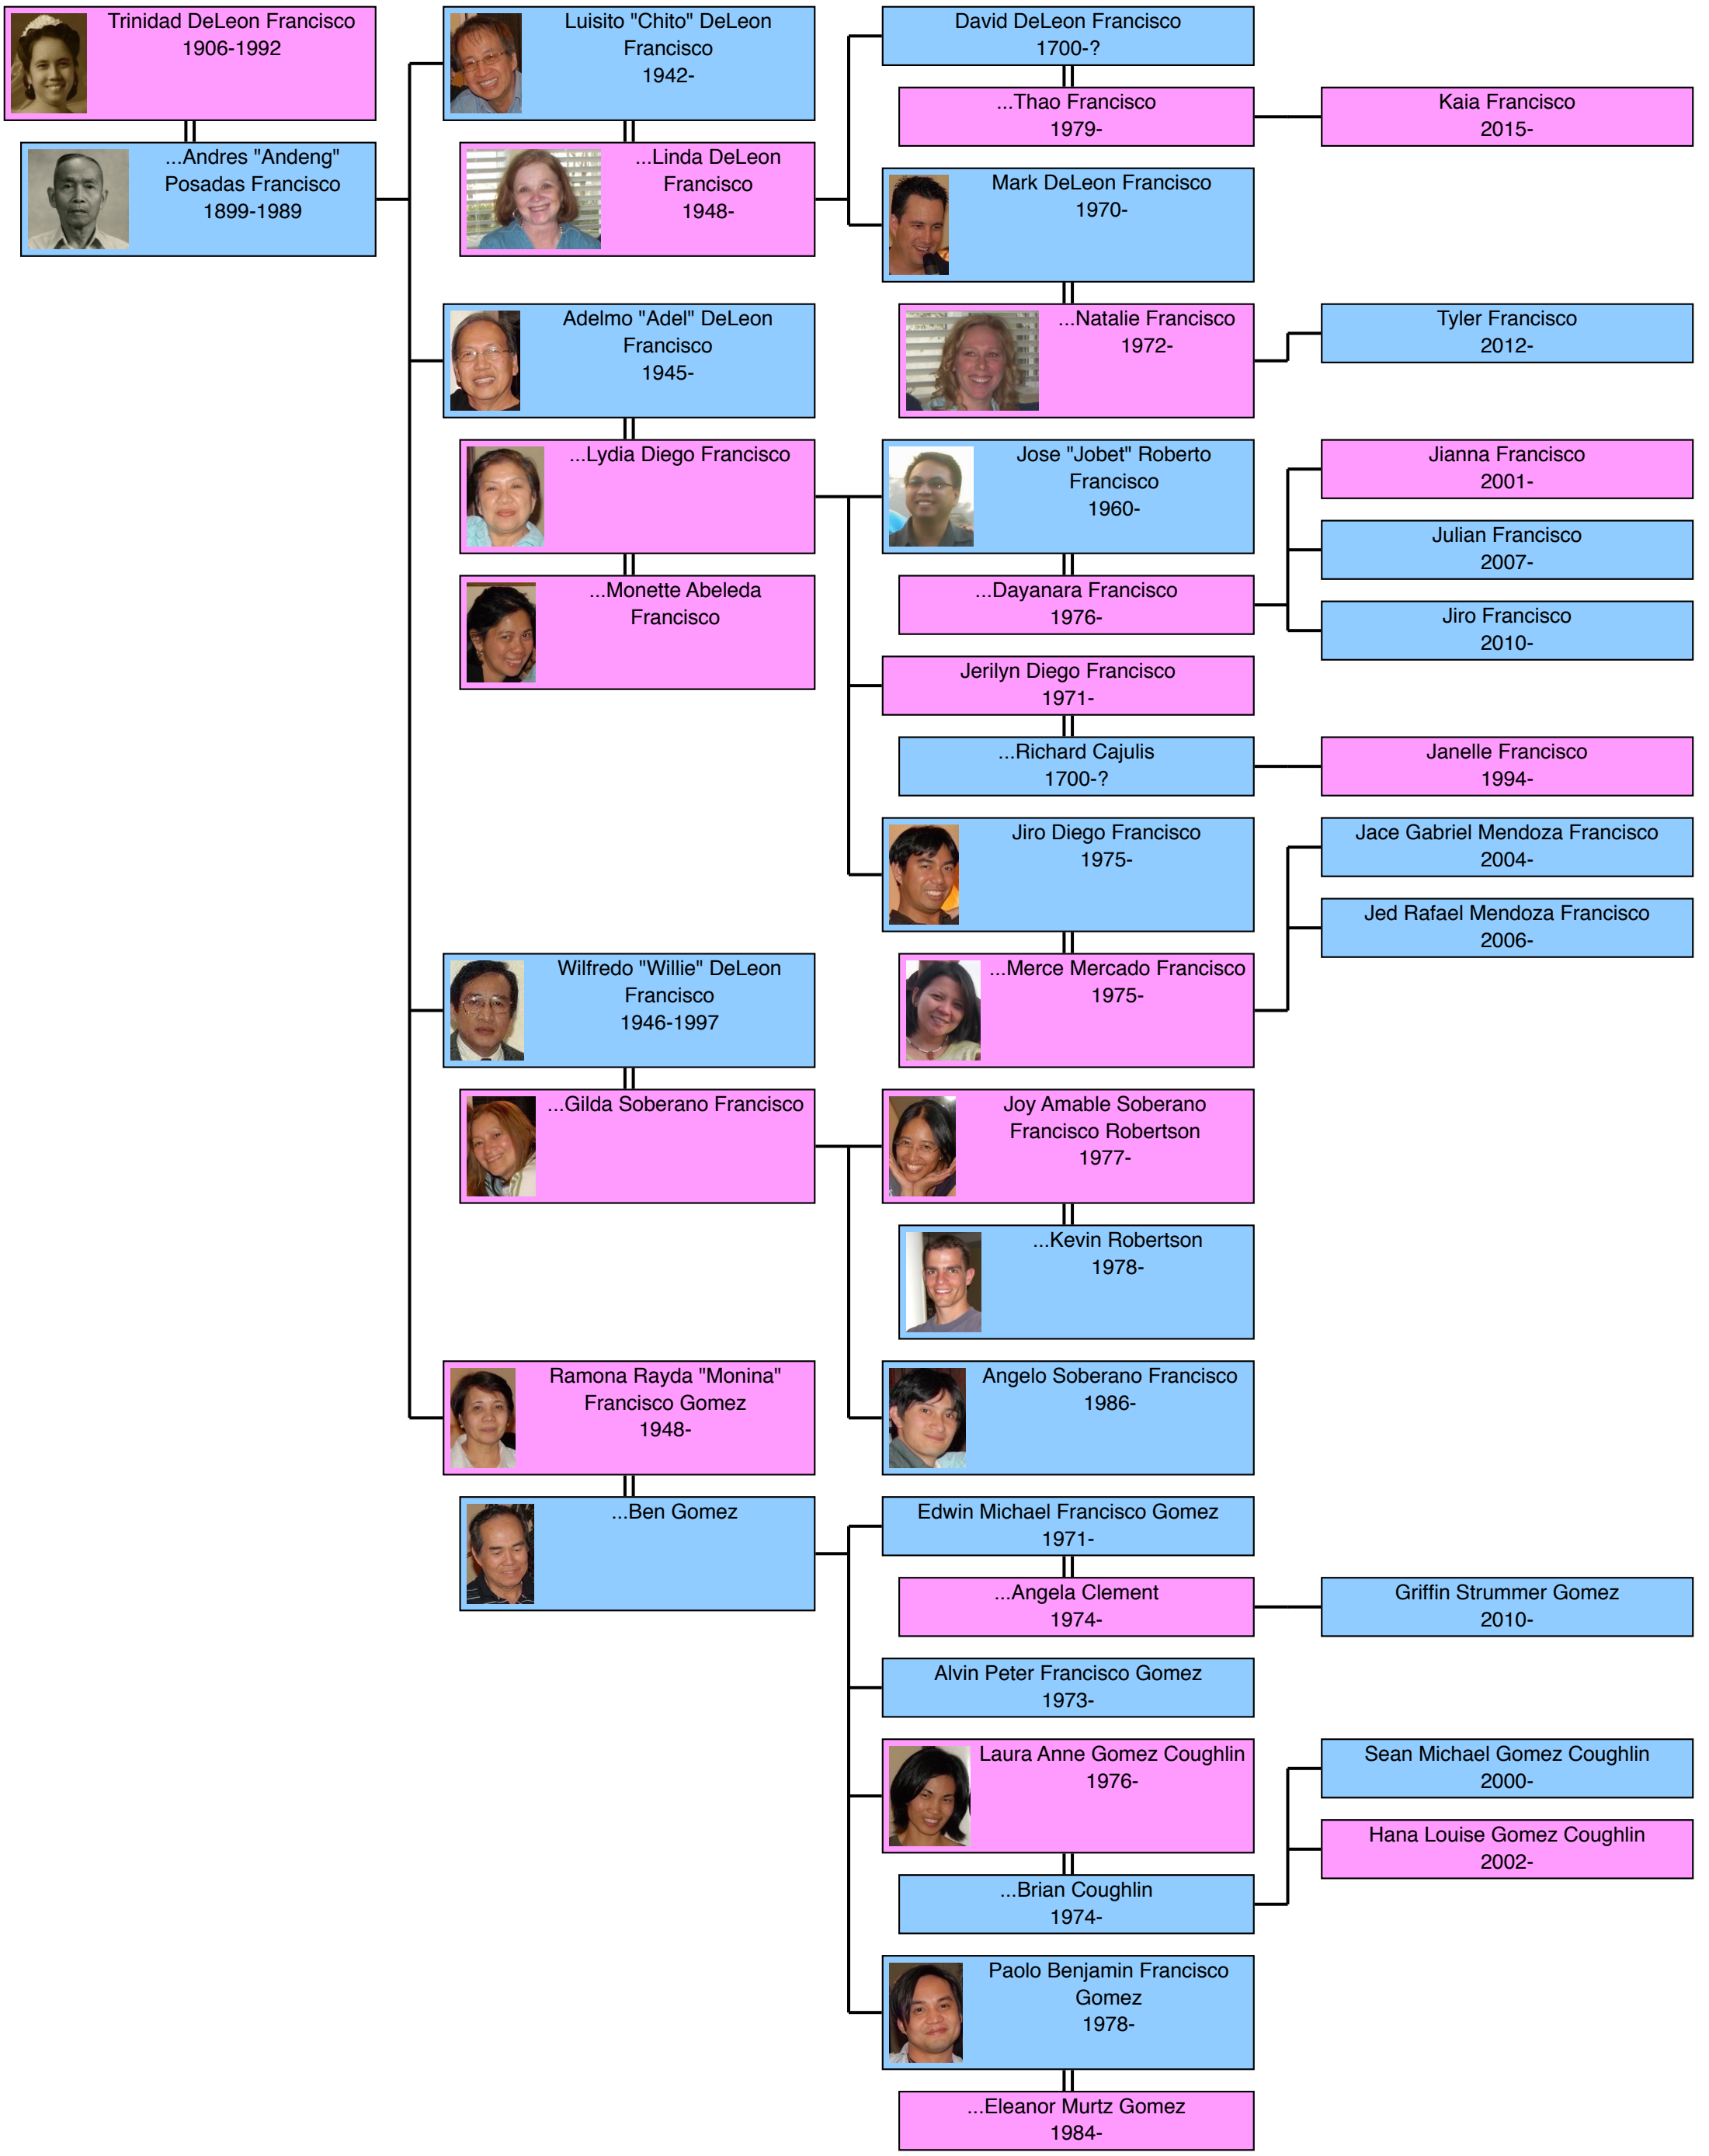 Trinidad DeLeon Francisco
1906-1992
...Andres "Andeng"
Posadas Francisco
1899-1989
Luisito "Chito" DeLeon
Francisco
1942-
...Linda DeLeon
Francisco
1948-
David DeLeon Francisco
1700-?
...Thao Francisco
1979-
Kaia Francisco
2015-
Mark DeLeon Francisco
1970-
...Natalie Francisco
1972-
Tyler Francisco
2012-
Adelmo "Adel" DeLeon
Francisco
1945-
...Lydia Diego Francisco
...Monette Abeleda
Francisco
Jose "Jobet" Roberto
Francisco
1960-
...Dayanara Francisco
1976-
Jianna Francisco
2001-
Julian Francisco
2007-
Jiro Francisco
2010-
Jerilyn Diego Francisco
1971-
...Richard Cajulis
1700-?
Janelle Francisco
1994-
Jiro Diego Francisco
1975-
...Merce Mercado Francisco
1975-
Jace Gabriel Mendoza Francisco
2004-
Jed Rafael Mendoza Francisco
2006-
Wilfredo "Willie" DeLeon
Francisco
1946-1997
...Gilda Soberano Francisco
Joy Amable Soberano
Francisco Robertson
1977-
...Kevin Robertson
1978-
Angelo Soberano Francisco
1986-
Ramona Rayda "Monina"
Francisco Gomez
1948-
...Ben Gomez
Edwin Michael Francisco Gomez
1971-
...Angela Clement
1974-
Griffin Strummer Gomez
2010-
Alvin Peter Francisco Gomez
1973-
Laura Anne Gomez Coughlin
1976-
...Brian Coughlin
1974-
Sean Michael Gomez Coughlin
2000-
Hana Louise Gomez Coughlin
2002-
Paolo Benjamin Francisco
Gomez
1978-
...Eleanor Murtz Gomez
1984-